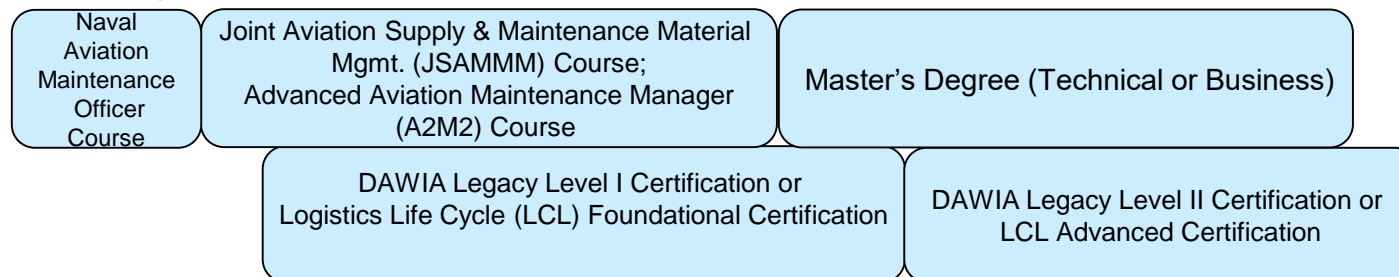 Naval
Aviation
Maintenance
Officer
Course
Joint Aviation Supply & Maintenance Material
Mgmt. (JSAMMM) Course;
Advanced Aviation Maintenance Manager
(A2M2) Course
Master's Degree (Technical or Business)
DAWIA Legacy Level I Certification or
Logistics Life Cycle (LCL) Foundational Certification
DAWIA Legacy Level II Certification or
LCL Advanced Certification